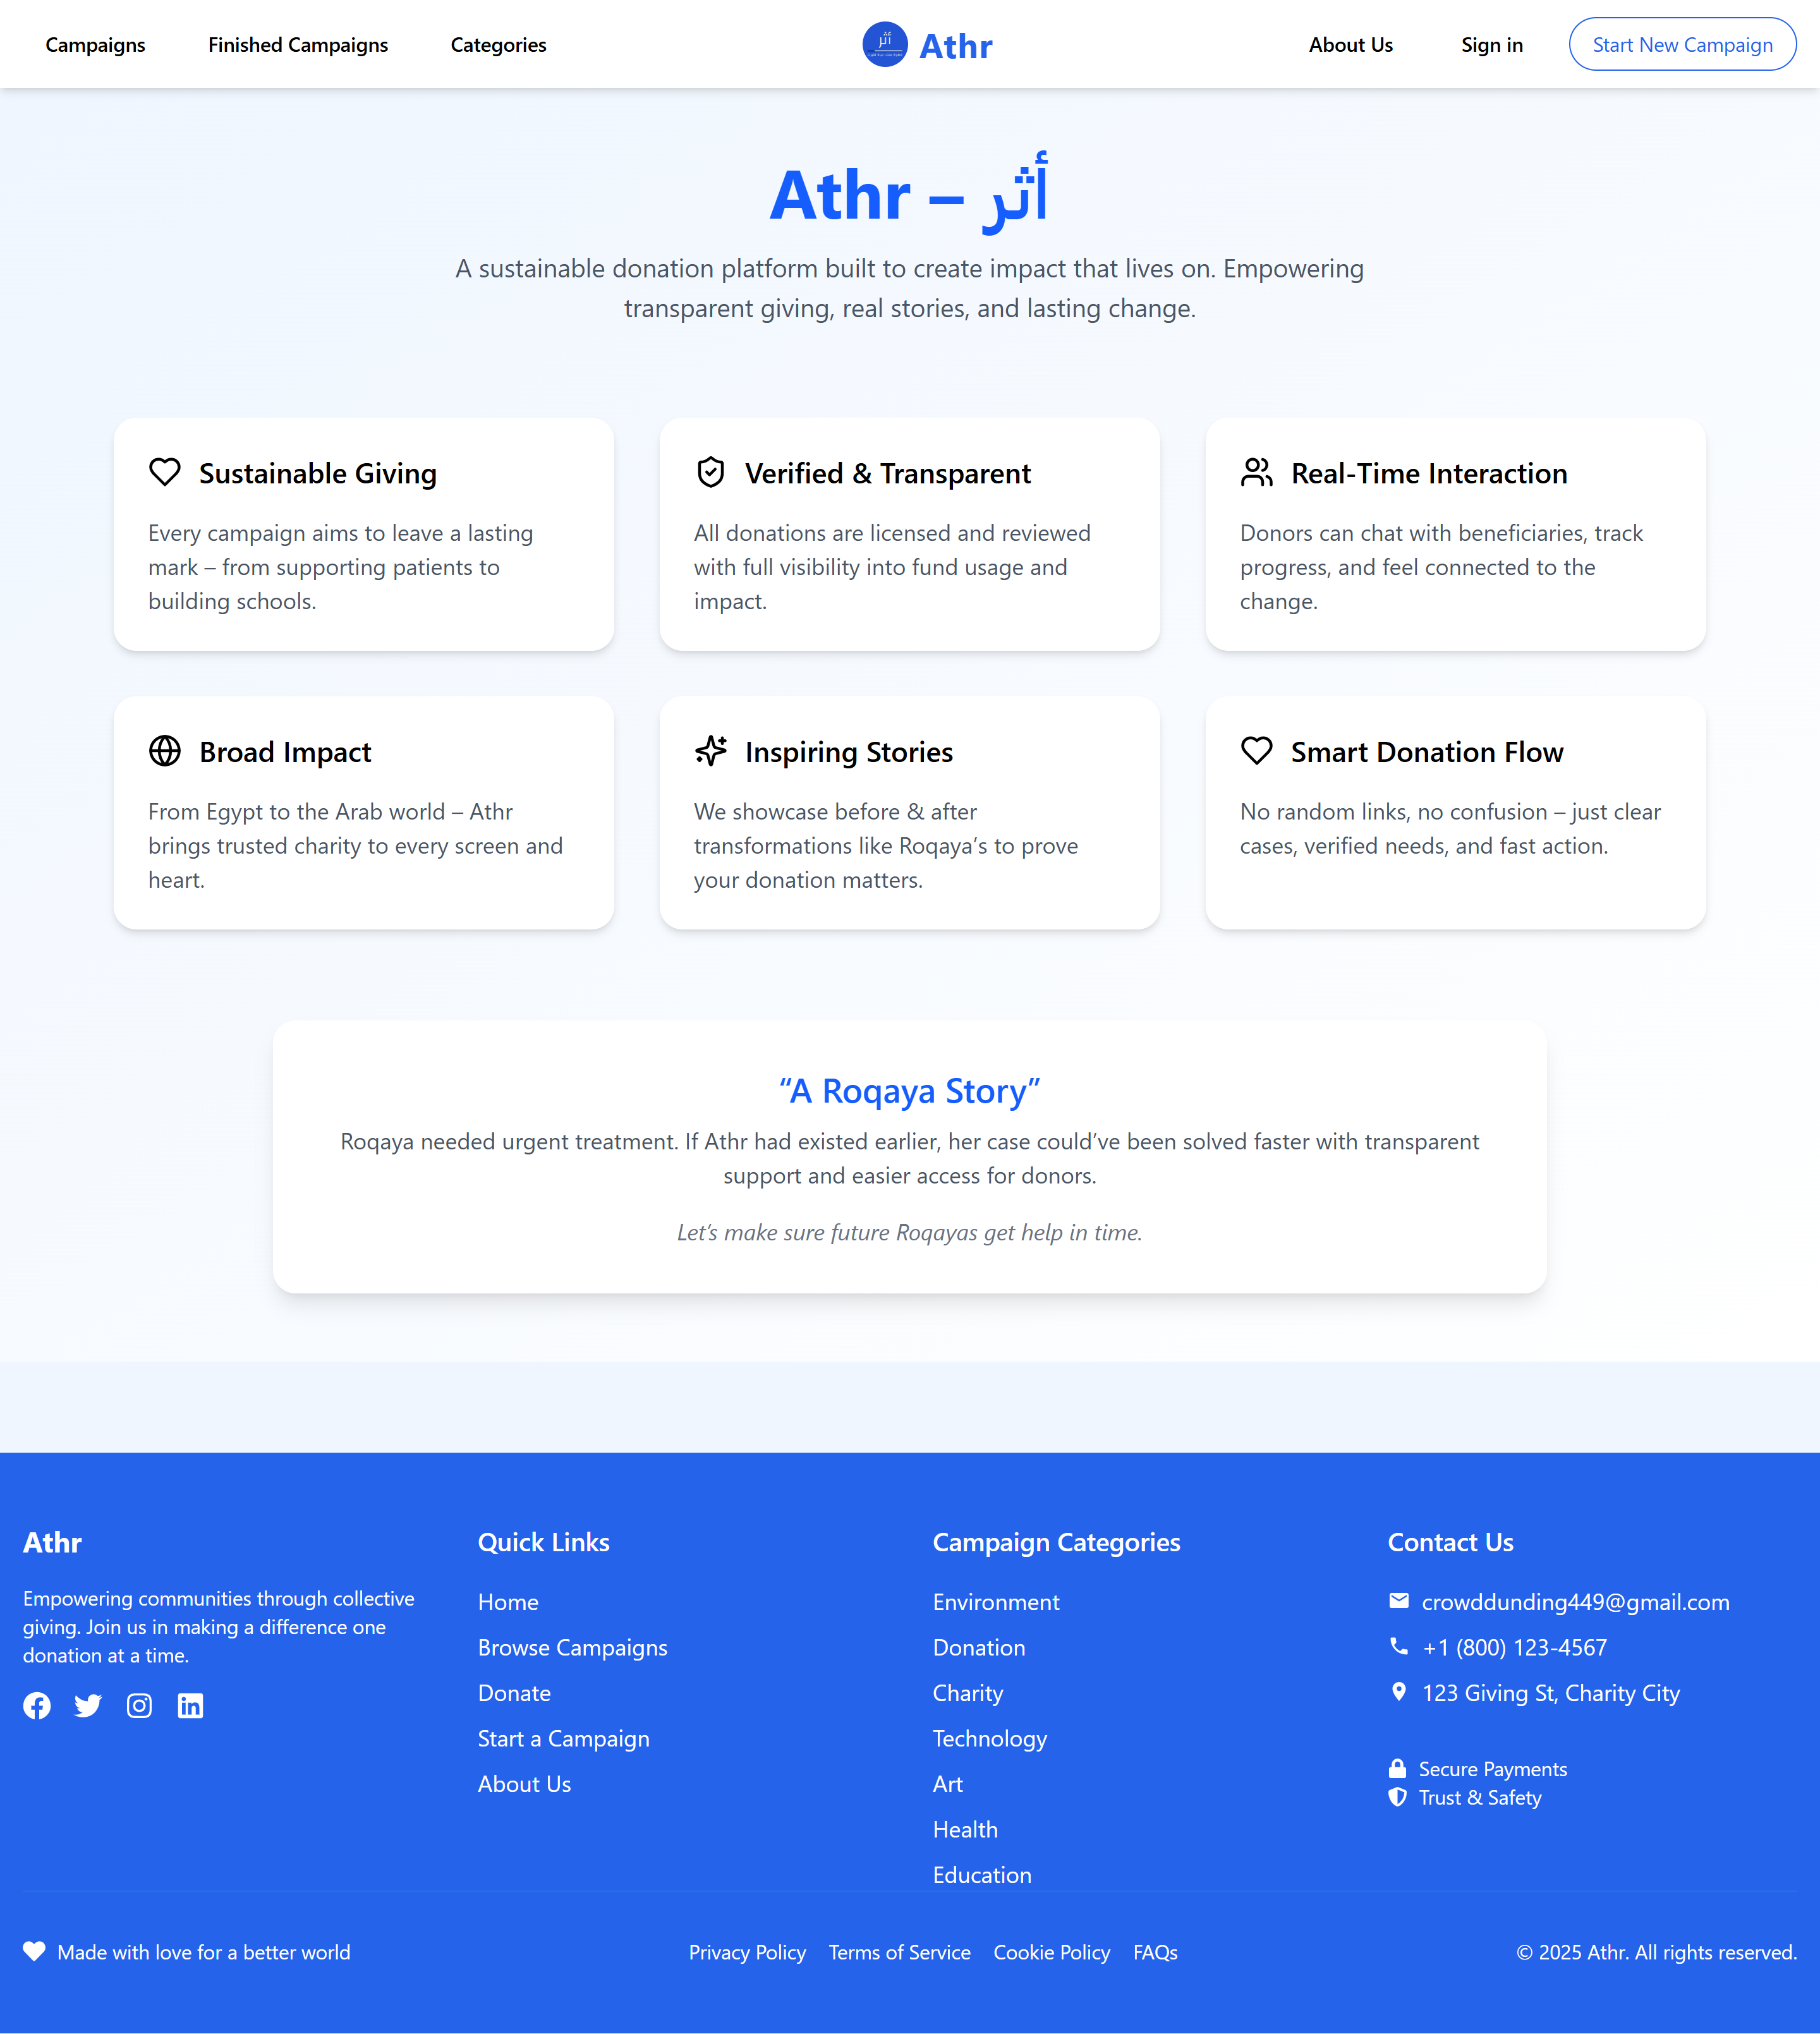 Campaigns
Finished Campaigns
Categories
أثر
Athr
About Us
Sign in
Start New Campaign
Athr – أثر
A sustainable donation platform built to create impact that lives on. Empowering
transparent giving, real stories, and lasting change.
Sustainable Giving
Every campaign aims to leave a lasting
mark – from supporting patients to
building schools.
Verified & Transparent
All donations are licensed and reviewed
with full visibility into fund usage and
impact.
Real-Time Interaction
Donors can chat with beneficiaries, track
progress, and feel connected to the
change.
Broad Impact
From Egypt to the Arab world – Athr
brings trusted charity to every screen and
heart.
Inspiring Stories
We showcase before & after
transformations like Roqaya’s to prove
your donation matters.
Smart Donation Flow
No random links, no confusion – just clear
cases, verified needs, and fast action.
“A Roqaya Story”
Roqaya needed urgent treatment. If Athr had existed earlier, her case could’ve been solved faster with transparent
support and easier access for donors.
Let’s make sure future Roqayas get help in time.
Athr
Empowering communities through collective
giving. Join us in making a difference one
donation at a time.
Quick Links
Home
Browse Campaigns
Donate
Start a Campaign
About Us
Campaign Categories
Environment
Donation
Charity
Technology
Art
Health
Education
Contact Us
crowddunding449@gmail.com
+1 (800) 123-4567
123 Giving St, Charity City
Secure Payments
Trust & Safety
Made with love for a better world
Privacy Policy
Terms of Service
Cookie Policy
FAQs
© 2025 Athr. All rights reserved.